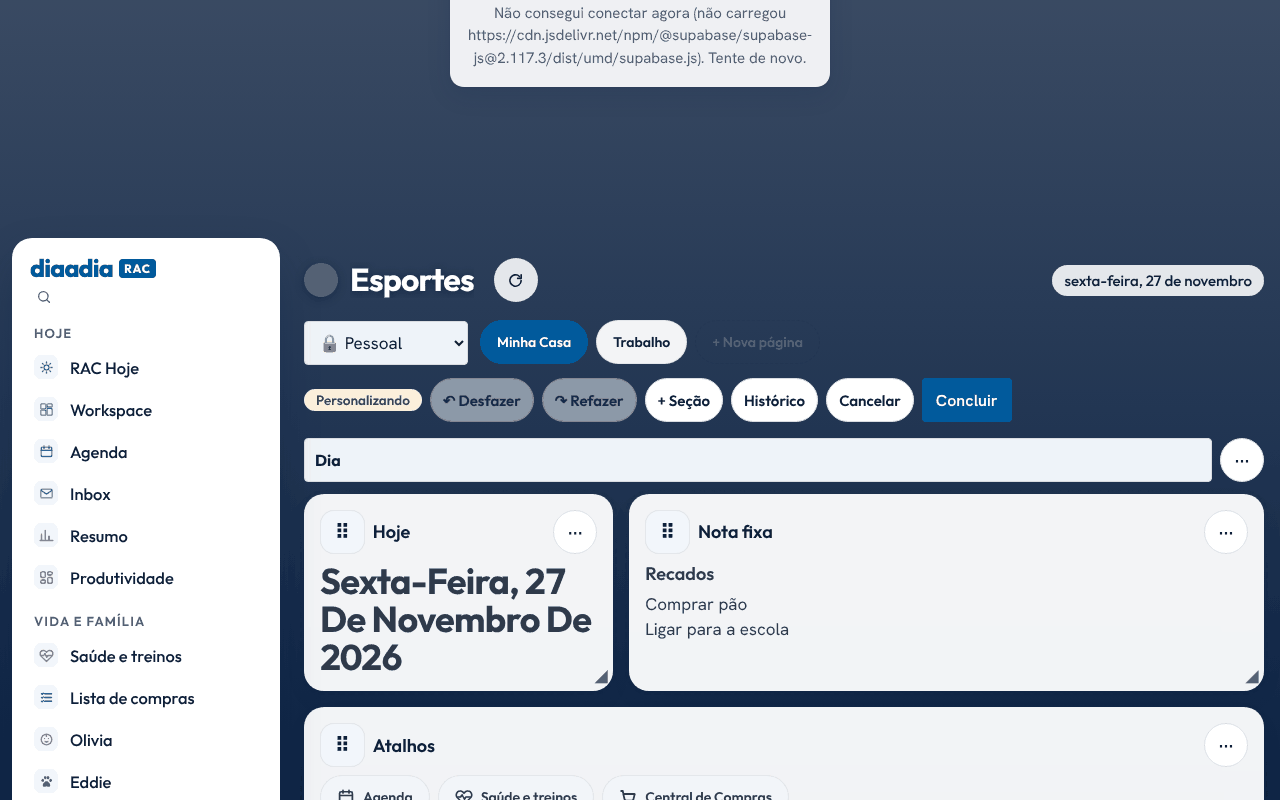 Não consegui conectar agora (não carregou
https://cdn.jsdelivr.net/npm/@supabase/supabase-
js@2.117.3/dist/umd/supabase.js). Tente de novo.
diaadia RAC
HOJE
RAC Hoje
Workspace
Agenda
Inbox
Resumo
Produtividade
VIDA E FAMÍLIA
Saúde e treinos
Lista de compras
Olivia
Eddie
Esportes
sexta-feira, 27 de novembro
Pessoal
Minha Casa
Trabalho
+ Nova página
Personalizando
↶ Desfazer
↷ Refazer
+ Seção
Histórico
Cancelar
Concluir
Dia
...
Hoje
...
Sexta-Feira, 27
De Novembro De
2026
Nota fixa
...
Recados
Comprar pão
Ligar para a escola
Atalhos
...
Agenda
Saúde e treinos
Central de Compras